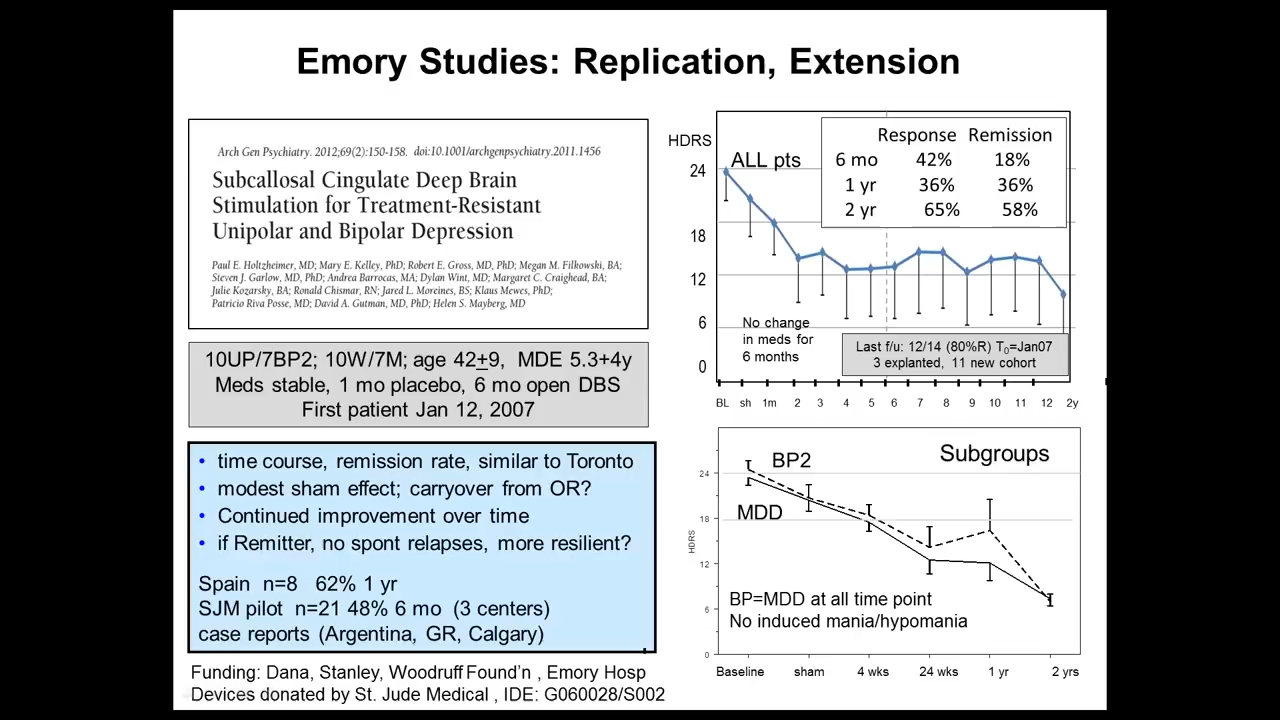 Emory Studies: Replication, Extension
Arch Gen Psychiatry. 2012;69(2):150-158. doi:10.1001/archgenpsychiatry.2011.1456
Subcallosal Cingulate Deep Brain
Stimulation for Treatment-Resistant
Unipolar and Bipolar Depression
Paul E. Holtzheimer, MD; Mary E. Kelley, PhD; Robert E. Gross, MD, PhD; Megan M. Filkowski, BA;
Steven J. Garlow, MD, PhD; Andrea Barrocas, MA; Dylan Wint, MD; Margaret C. Craighead, BA;
Julie Kozarsky, BA; Ronald Chismar, RN; Jared L. Moreines, BS; Klaus Mewes, PhD;
Patricio Riva Posse, MD; David A. Gutman, MD, PhD; Helen S. Mayberg, MD
10UP/7BP2; 10W/7M; age 42±9, MDE 5.3+4y
Meds stable, 1 mo placebo, 6 mo open DBS
First patient Jan 12, 2007
• time course, remission rate, similar to Toronto
• modest sham effect; carryover from OR?
• Continued improvement over time
• if Remitter, no spont relapses, more resilient?
Spain n=8 62% 1 yr
SJM pilot n=21 48% 6 mo (3 centers)
case reports (Argentina, GR, Calgary)
Funding: Dana, Stanley, Woodruff Found'n , Emory Hosp
Devices donated by St. Jude Medical , IDE: G060028/S002
HDRS
ALL pts
Response Remission
6 mo 42% 18%
1 yr 36% 36%
2 yr 65% 58%
24
18
12
6
0
No change
in meds for
6 months
Last f/u: 12/14 (80%R) T0=Jan07
3 explanted, 11 new cohort
BL sh 1m 2 3 4 5 6 7 8 9 10 11 12 2y
Subgroups
BP2
MDD
HDRS
24
18
12
6
0
BP=MDD at all time point
No induced mania/hypomania
Baseline sham 4 wks 24 wks 1 yr 2 yrs